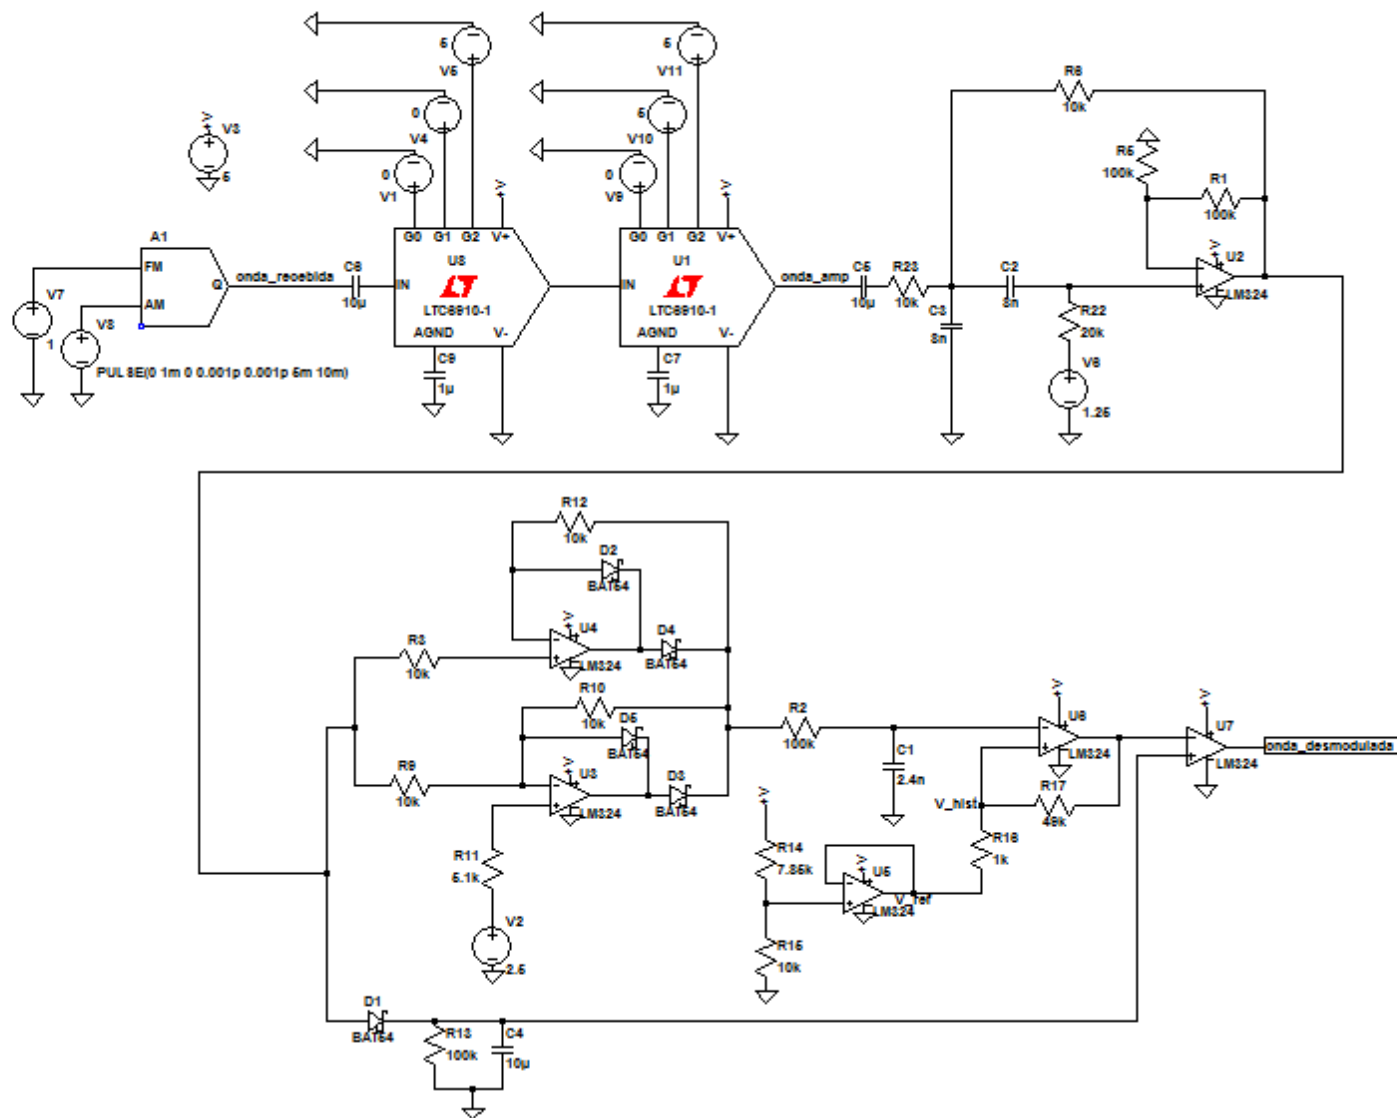 5
V5
5
V11
0
V4
5
V10
0
V1
0
V9
+V
V3
5
+V
+V
R6
10k
R5
100k
R1
100k
A1
FM
AM
Q
onda_recebida
C6
10µ
G0 G1 G2 V+
U8
IN
LTC6910-1
AGND V-
C9
1µ
G0 G1 G2 V+
U1
IN
LTC6910-1
AGND V-
C7
1µ
onda_amp
C5
10µ
R23
10k
C2
8n
C3
8n
R22
20k
V6
1.25
+V
U2
LM324
V7
1
V8
PULSE(0 1m 0 0.001p 0.001p 5m 10m)
R12
10k
D2
BAT54
+V
U4
LM324
D4
BAT54
R3
10k
R10
10k
D5
BAT54
R9
10k
+V
U3
LM324
D3
BAT54
R11
5.1k
V2
2.5
R2
100k
C1
2.4n
+V
U6
LM324
+V
U7
LM324
onda_desmodulada
V_hist
R17
49k
R16
1k
+V
R14
7.85k
+V
U5
LM324
V_ref
R15
10k
D1
BAT54
R13
100k
C4
10µ